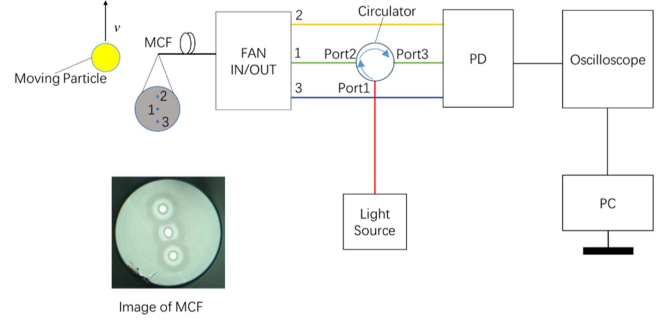 Circulator
v
2
MCF
FAN
IN/OUT
1
Port2
Port3
PD
Oscilloscope
Moving Particle
3
Port1
2
1
3
Light
Source
PC
Image of MCF